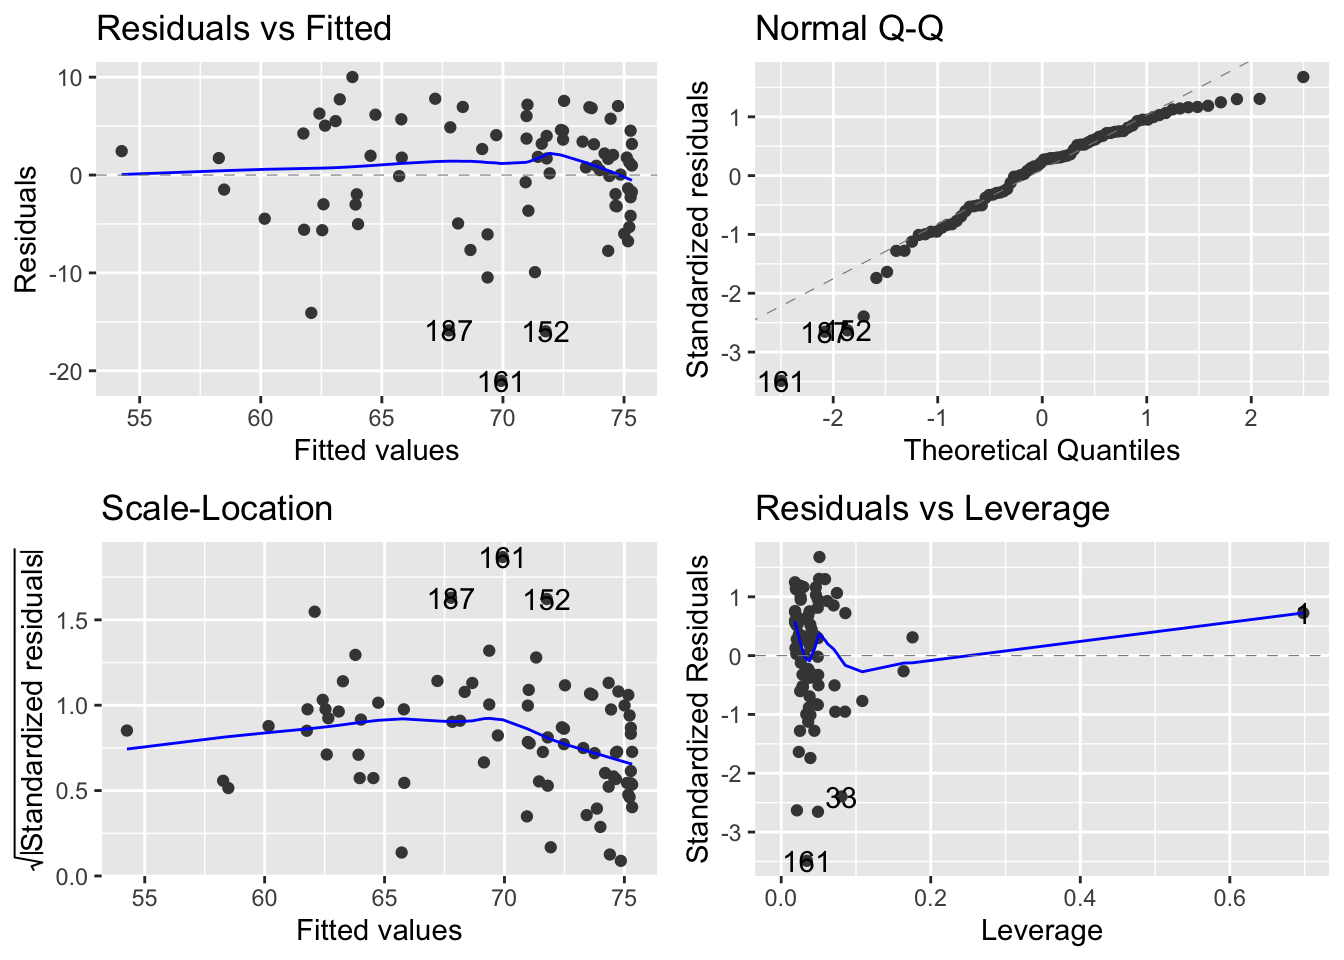 Residuals vs Fitted
Residuals
10
0
-10
-20
187
152
161
55 60 65 70 75
Fitted values
Normal Q-Q
Standardized residuals
1
0
-1
-2
-3
187
152
161
-2 -1 0 1 2
Theoretical Quantiles
Scale-Location
√|Standardized residuals|
1.5
1.0
0.5
0.0
161
187
152
55 60 65 70 75
Fitted values
Residuals vs Leverage
Standardized Residuals
1
0
-1
-2
-3
1
33
161
0.0 0.2 0.4 0.6
Leverage